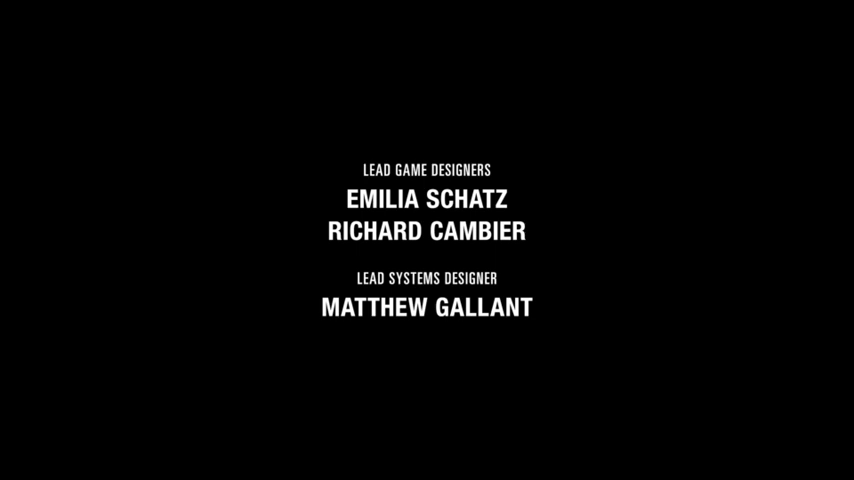 LEAD GAME DESIGNERS
EMILIA SCHATZ
RICHARD CAMBIER
LEAD SYSTEMS DESIGNER
MATTHEW GALLANT